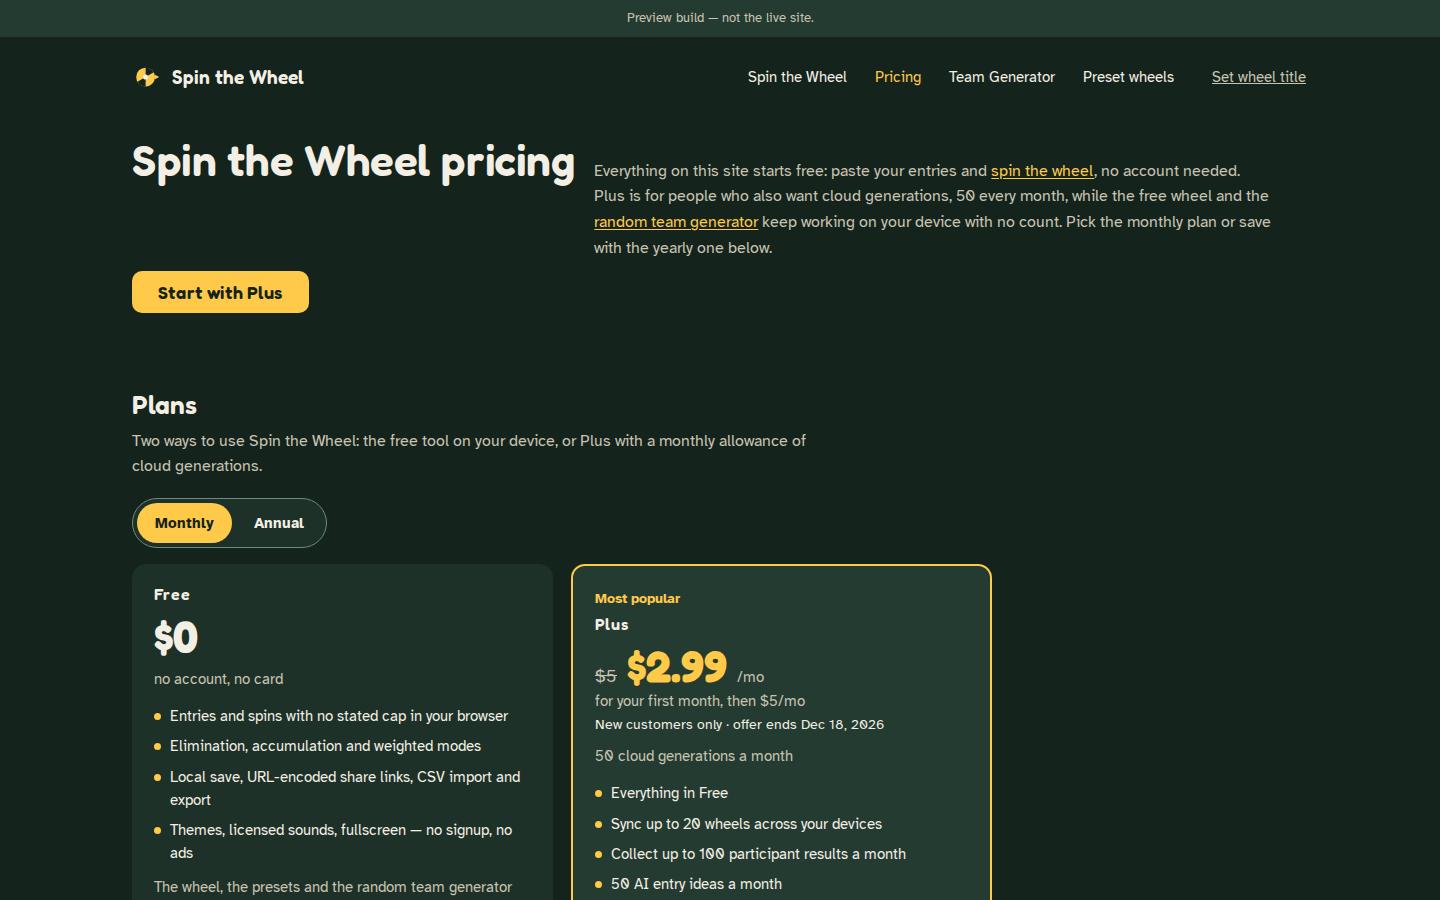 Preview build — not the live site.
Spin the Wheel
Spin the Wheel
Pricing
Team Generator
Preset wheels
Set wheel title
Spin the Wheel pricing
Everything on this site starts free: paste your entries and spin the wheel, no account needed.
Plus is for people who also want cloud generations, 50 every month, while the free wheel and the
random team generator keep working on your device with no count. Pick the monthly plan or save
with the yearly one below.
Start with Plus
Plans
Two ways to use Spin the Wheel: the free tool on your device, or Plus with a monthly allowance of
cloud generations.
Monthly
Annual
Free
$0
no account, no card
Entries and spins with no stated cap in your browser
Elimination, accumulation and weighted modes
Local save, URL-encoded share links, CSV import and
export
Themes, licensed sounds, fullscreen — no signup, no
ads
The wheel, the presets and the random team generator
Most popular
Plus
$5 $2.99 /mo
for your first month, then $5/mo
New customers only · offer ends Dec 18, 2026
50 cloud generations a month
Everything in Free
Sync up to 20 wheels across your devices
Collect up to 100 participant results a month
50 AI entry ideas a month